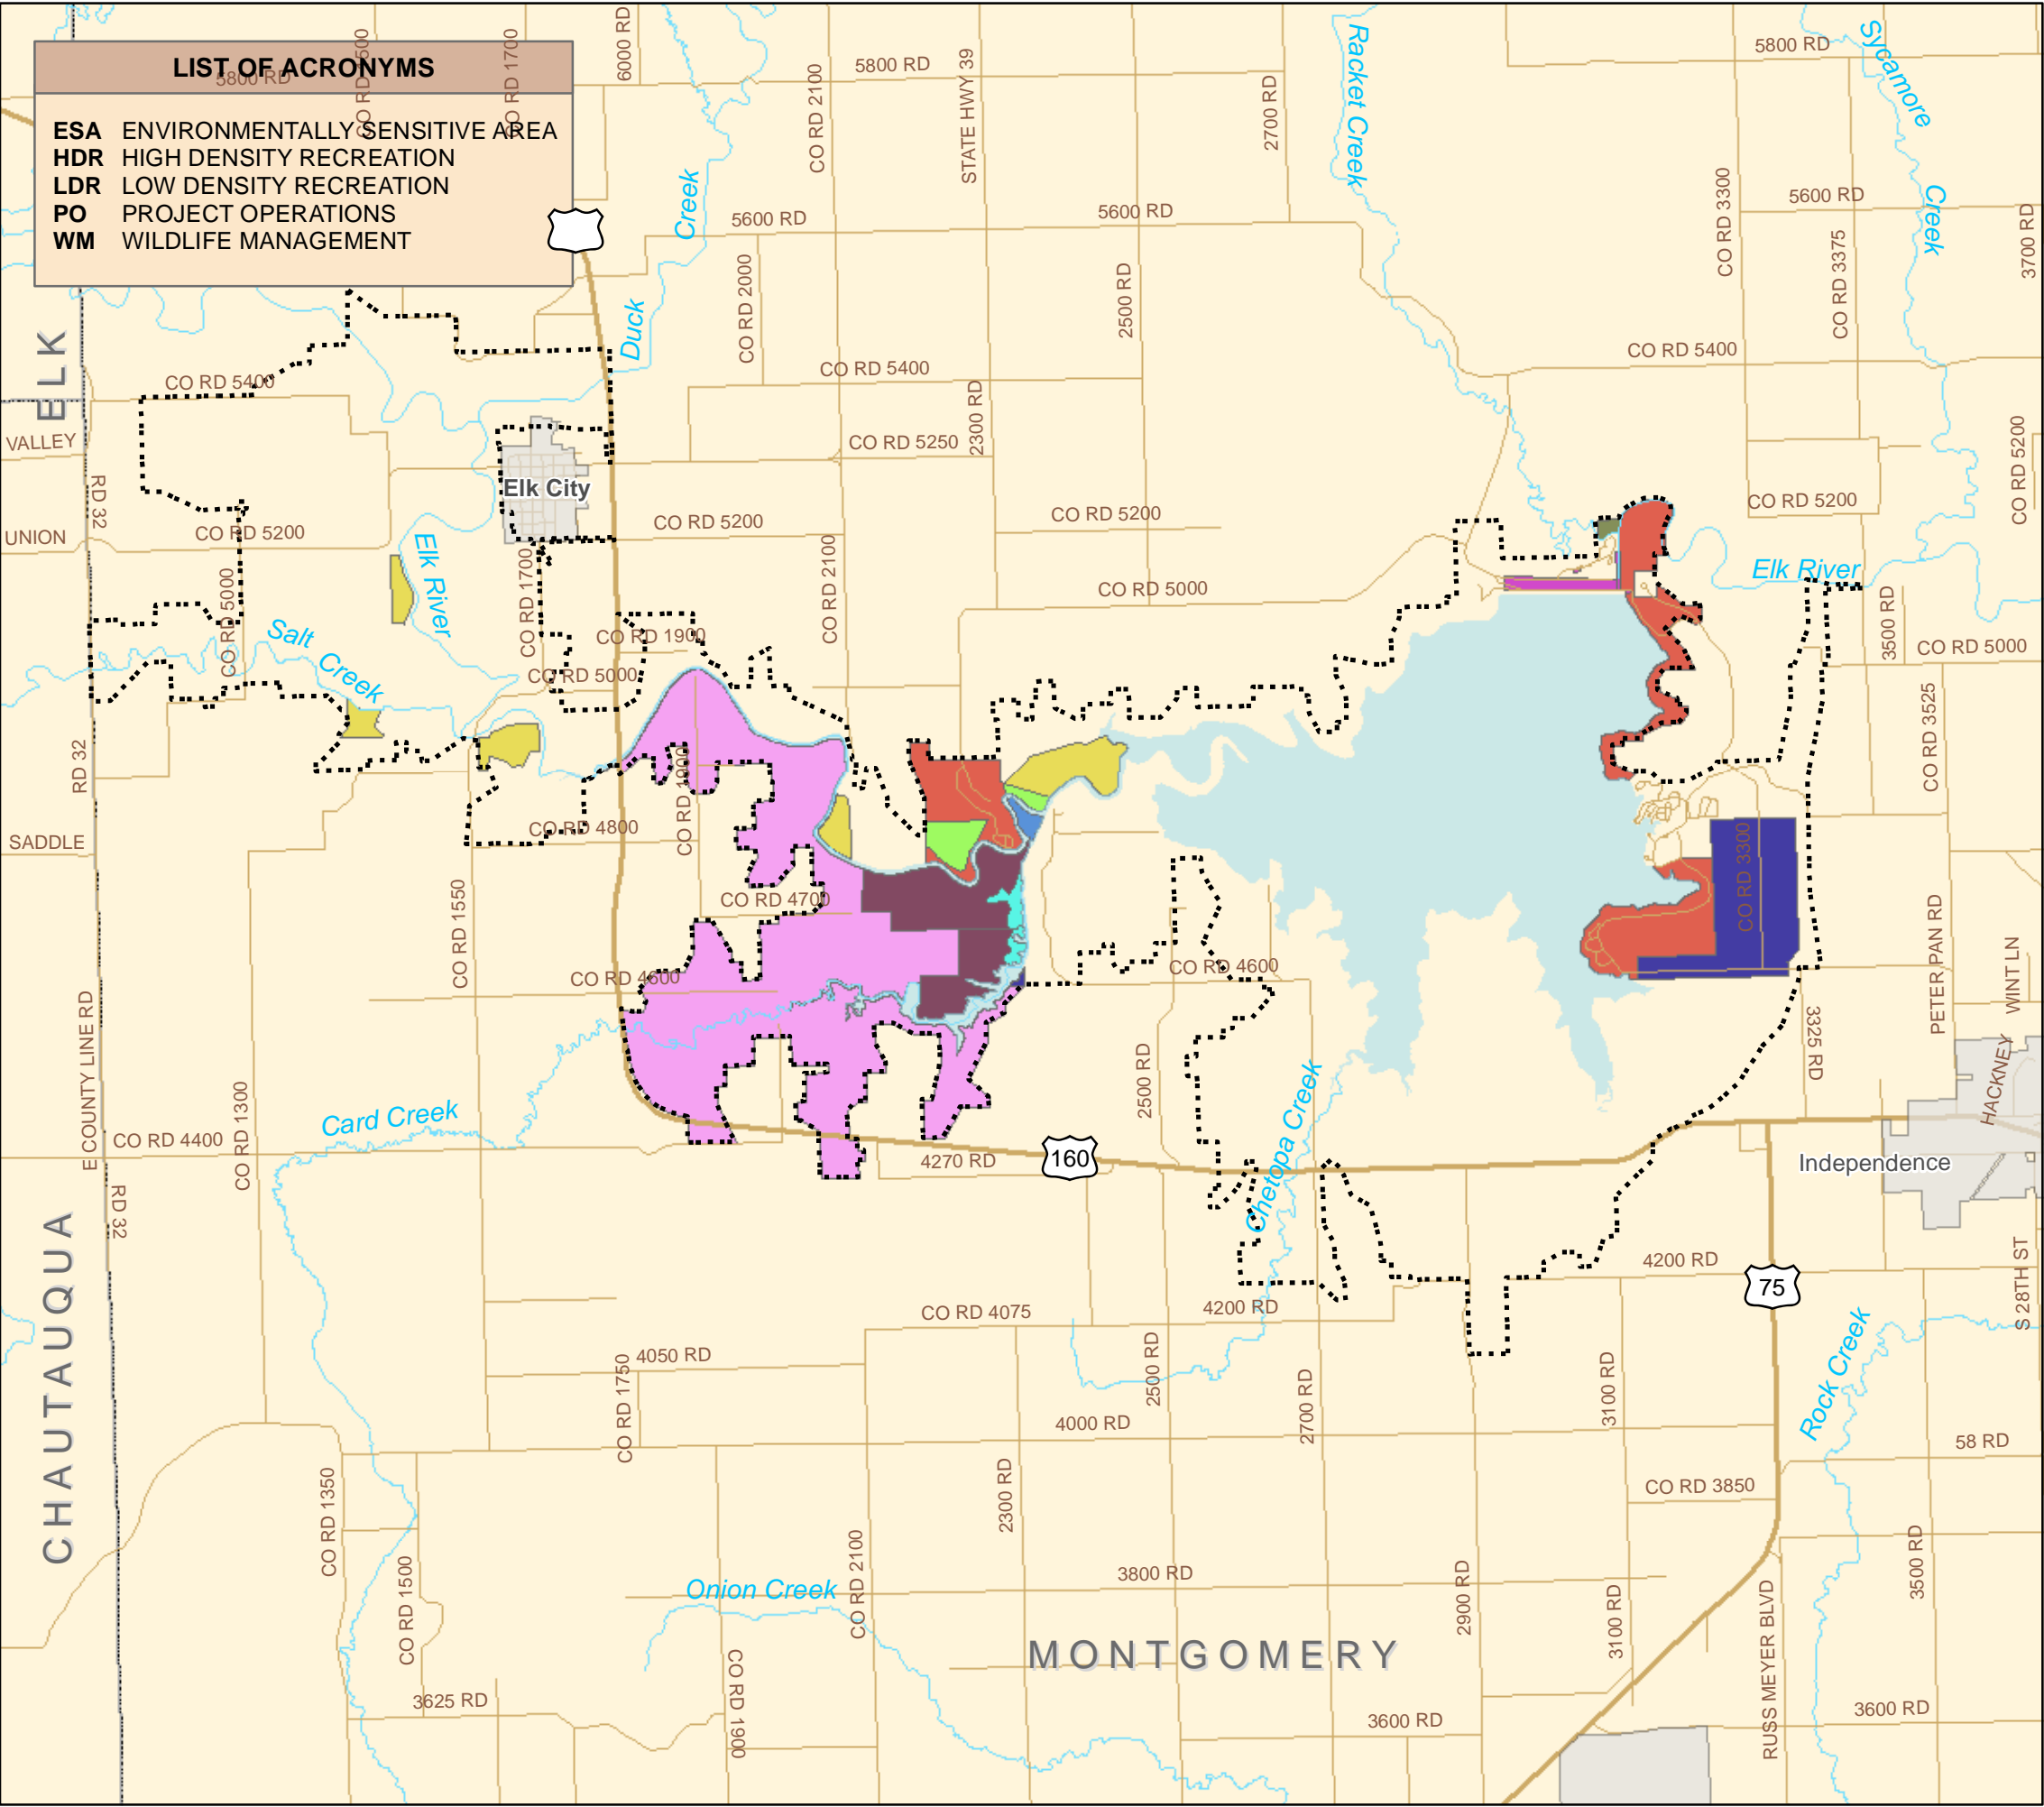 LIST OF ACRONYMS
ESA ENVIRONMENTALLY SENSITIVE AREA
HDR HIGH DENSITY RECREATION
LDR LOW DENSITY RECREATION
PO PROJECT OPERATIONS
WM WILDLIFE MANAGEMENT
5800 RD
CO RD 1500
CO RD 1700
6000 RD
CO RD 2100
5800 RD
STATE HWY 39
2700 RD
Racket Creek
5800 RD
Sycamore
Creek
Duck
Creek
5600 RD
5600 RD
CO RD 3300
5600 RD
CO RD 3375
3700 RD
CO RD 2000
2500 RD
ELK
CO RD 5400
CO RD 5400
2300 RD
CO RD 5400
VALLEY
RD 32
CO RD 5250
CO RD 5200
Elk City
UNION
CO RD 5200
Elk River
CO RD 5200
CO RD 5200
CO RD 5200
CO RD 5000
CO RD 1700
CO RD 2100
CO RD 5000
Elk River
3500 RD
Salt
Creek
CO RD 1900
CO RD 5000
CO RD 5000
CO RD 3525
RD 32
CO RD 1900
SADDLE
CO RD 4800
CO RD 3300
CO RD 1550
CO RD 4700
PETER PAN RD
WINT LN
CO RD 4600
CO RD 4600
E COUNTY LINE RD
CO RD 1300
2500 RD
3325 RD
HACKNEY
Card Creek
Chetopa Creek
CO RD 4400
4270 RD
160
Independence
RD 32
CHAUTAUQUA
4200 RD
75
S 28TH ST
CO RD 4075
4200 RD
Rock Creek
4050 RD
CO RD 1750
2500 RD
2700 RD
3100 RD
4000 RD
58 RD
CO RD 1350
2300 RD
CO RD 3850
CO RD 1500
CO RD 2100
3800 RD
2900 RD
3100 RD
3500 RD
Onion Creek
MONTGOMERY
RUSS MEYER BLVD
CO RD 1900
3625 RD
3600 RD
3600 RD